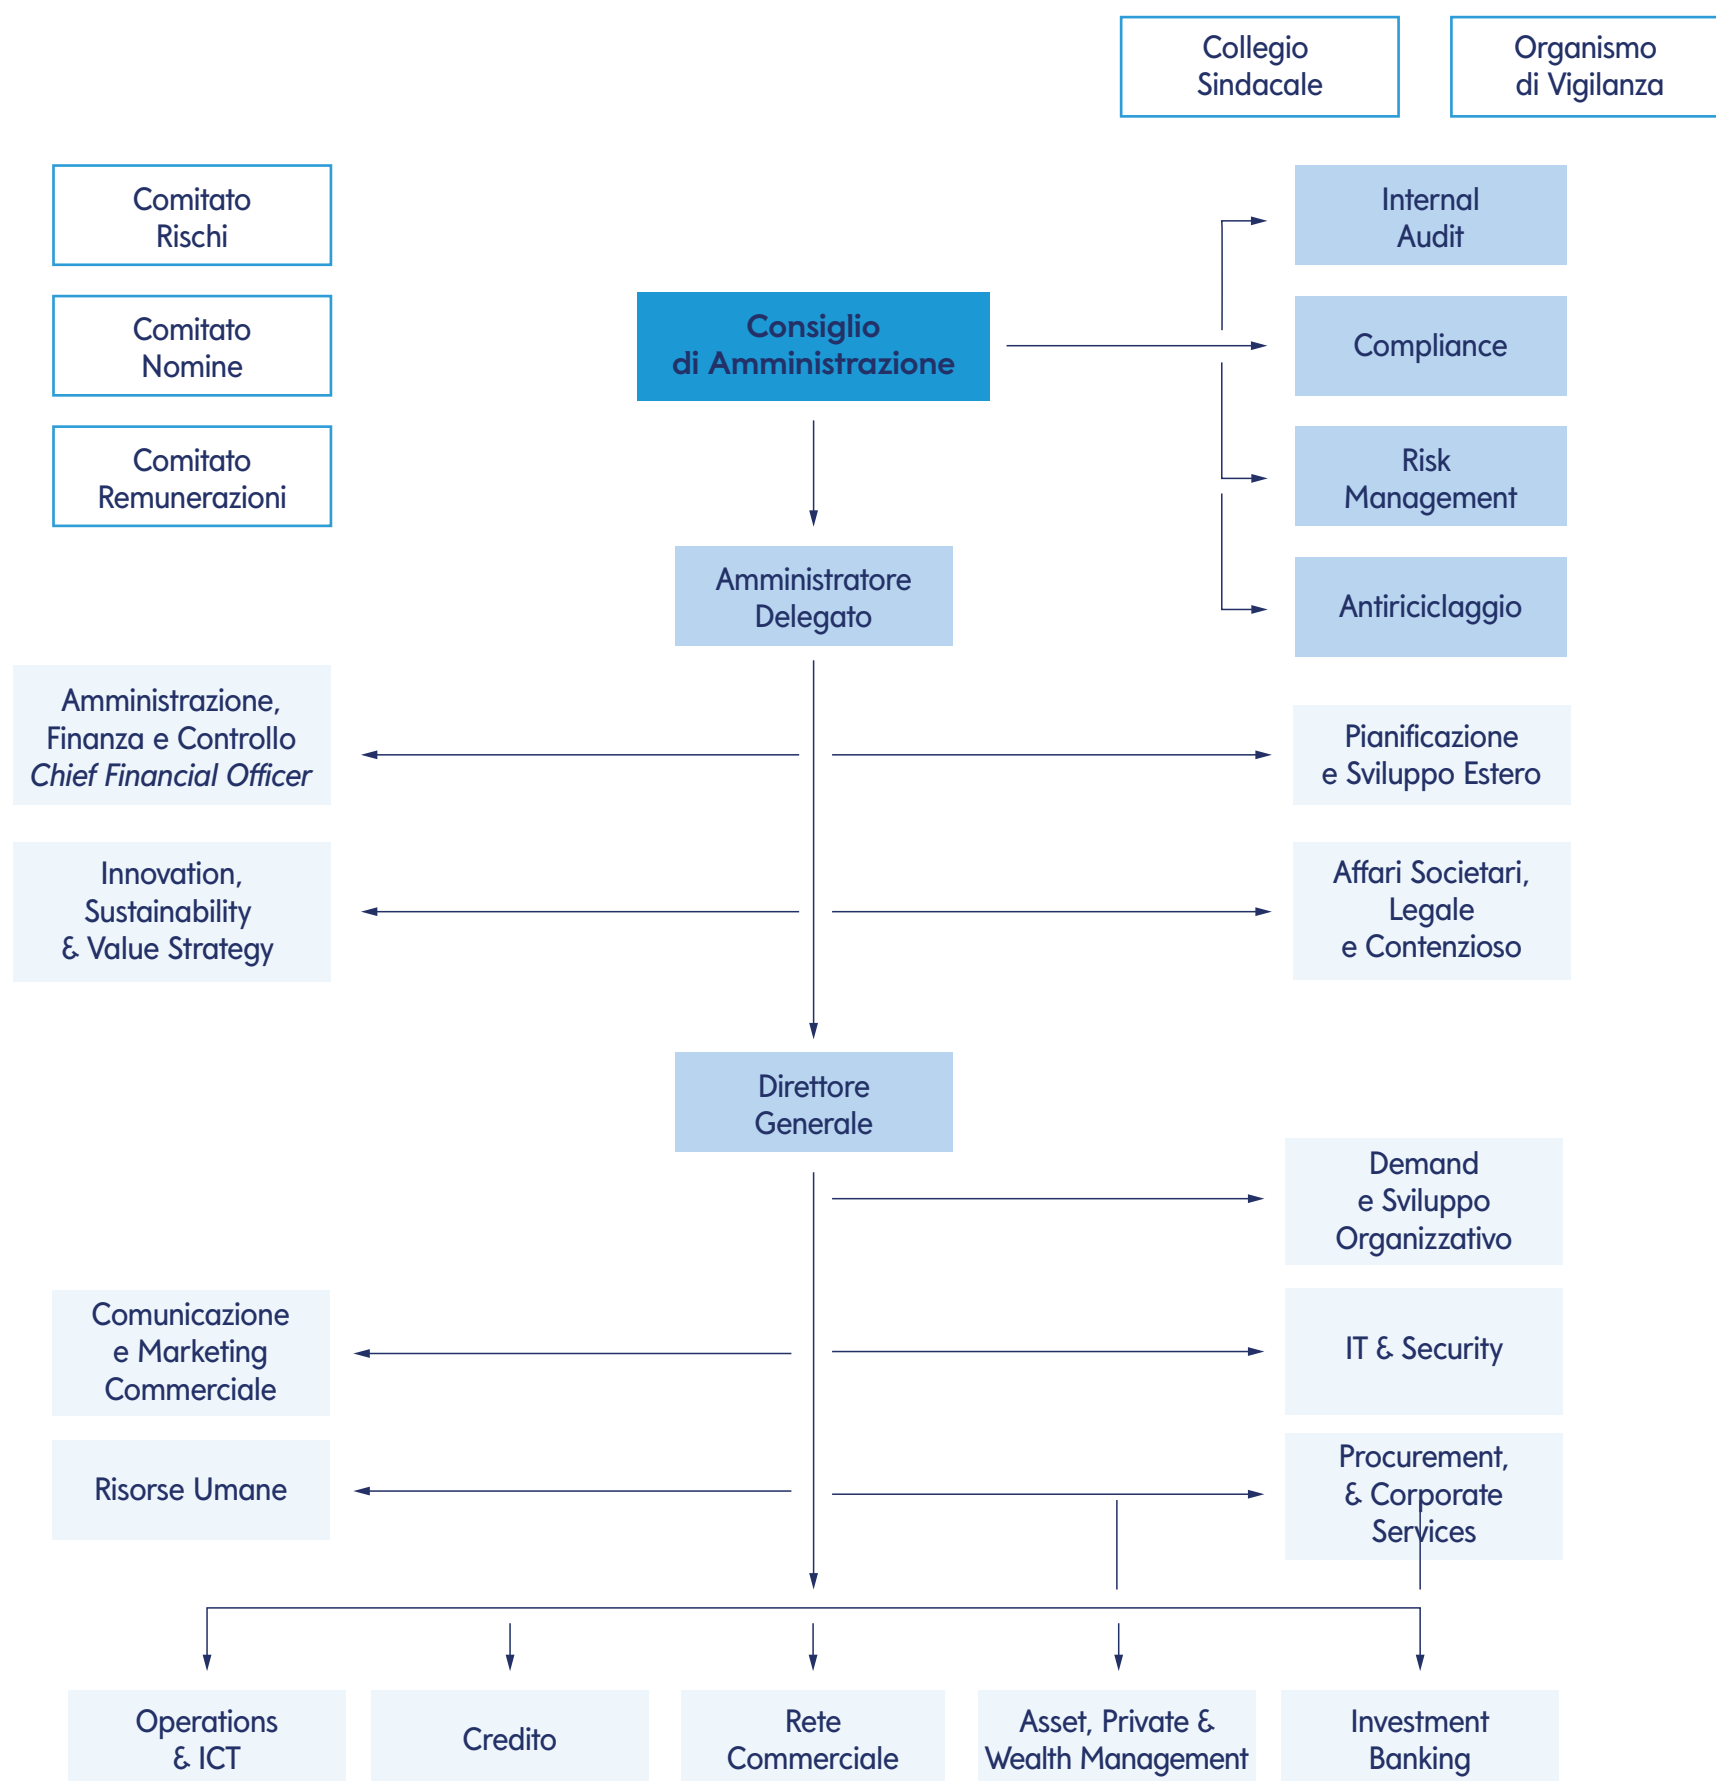 Collegio
Sindacale
Organismo
di Vigilanza
Comitato
Rischi
Internal
Audit
Comitato
Nomine
Consiglio
di Amministrazione
Compliance
Comitato
Remunerazioni
Risk
Management
Amministratore
Delegato
Antiriciclaggio
Amministrazione,
Finanza e Controllo
Chief Financial Officer
Pianificazione
e Sviluppo Estero
Innovation,
Sustainability
& Value Strategy
Affari Societari,
Legale
e Contenzioso
Direttore
Generale
Demand
e Sviluppo
Organizzativo
Comunicazione
e Marketing
Commerciale
IT & Security
Risorse Umane
Procurement,
& Corporate
Services
Operations
& ICT
Credito
Rete
Commerciale
Asset, Private &
Wealth Management
Investment
Banking